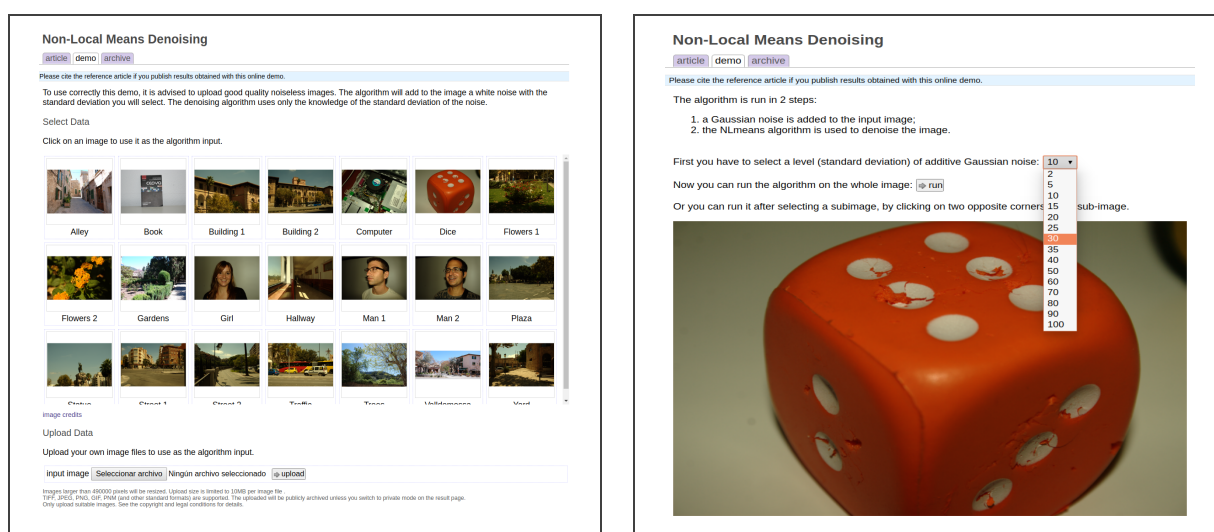 Non-Local Means Denoising
article demo archive
Please cite the reference article if you publish results obtained with this online demo.
To use correctly this demo, it is advised to upload good quality noiseless images. The algorithm will add to the image a white noise with the
standard deviation you will select. The denoising algorithm uses only the knowledge of the standard deviation of the noise.
Select Data
Click on an image to use it as the algorithm input.
Alley Book Building 1 Building 2 Computer Dice Flowers 1
Flowers 2 Gardens Girl Hallway Man 1 Man 2 Plaza
Statue Street 1 Street 2 Traffic Trees Valldemossa Yard
image credits
Upload Data
Upload your own image files to use as the algorithm input.
input image Seleccionar archivo Ningún archivo seleccionado upload
Images larger than 490000 pixels will be resized. Upload size is limited to 10MB per image file .
TIFF, JPEG, PNG, GIF, PNM (and other standard formats) are supported. The uploaded will be publicly archived unless you switch to private mode on the result page.
Only upload suitable images. See the copyright and legal conditions for details.
Non-Local Means Denoising
article demo archive
Please cite the reference article if you publish results obtained with this online demo.
The algorithm is run in 2 steps:
1. a Gaussian noise is added to the input image;
2. the NLmeans algorithm is used to denoise the image.
First you have to select a level (standard deviation) of additive Gaussian noise: 10
Now you can run the algorithm on the whole image: run
Or you can run it after selecting a subimage, by clicking on two opposite corners sub-image.
2
5
10
15
20
25
30
35
40
50
60
70
80
90
100